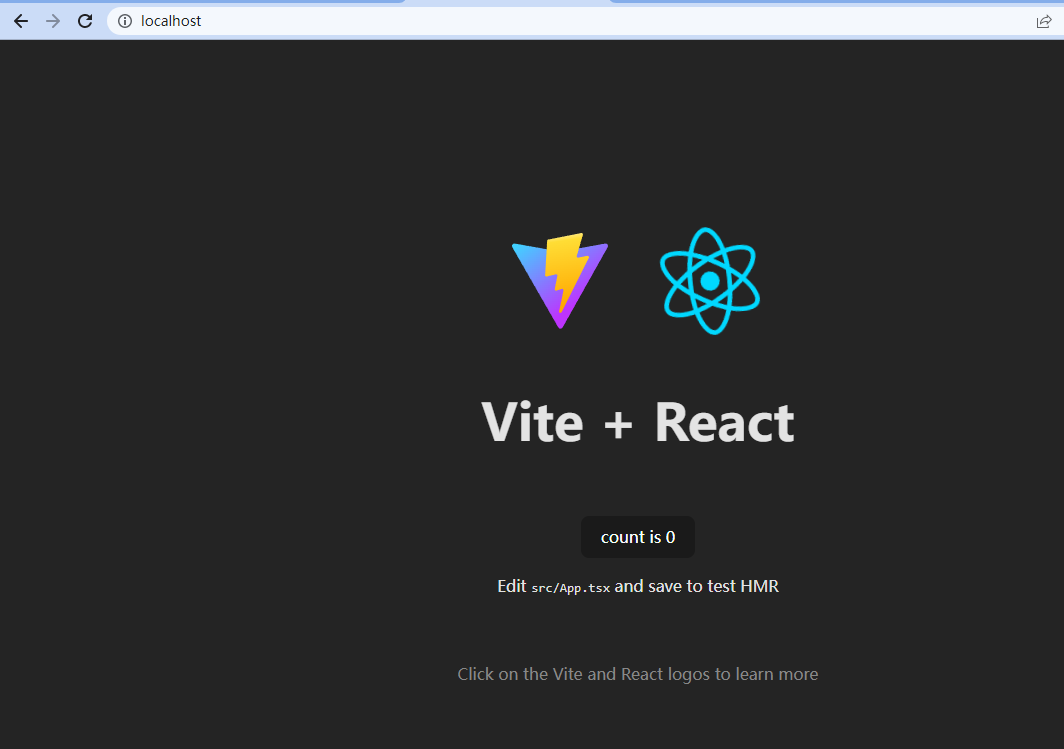 localhost
Vite + React
count is 0
Edit src/App.tsx and save to test HMR
Click on the Vite and React logos to learn more